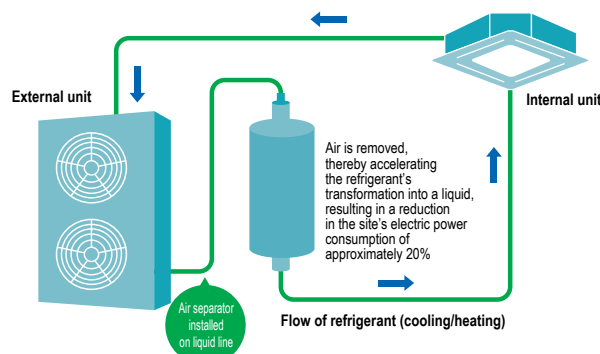 External unit
Internal unit
Air is removed,
thereby accelerating
the refrigerant's
transformation into a liquid,
resulting in a reduction
in the site's electric power
consumption of
approximately 20%
Air separator
installed
on liquid line
Flow of refrigerant (cooling/heating)